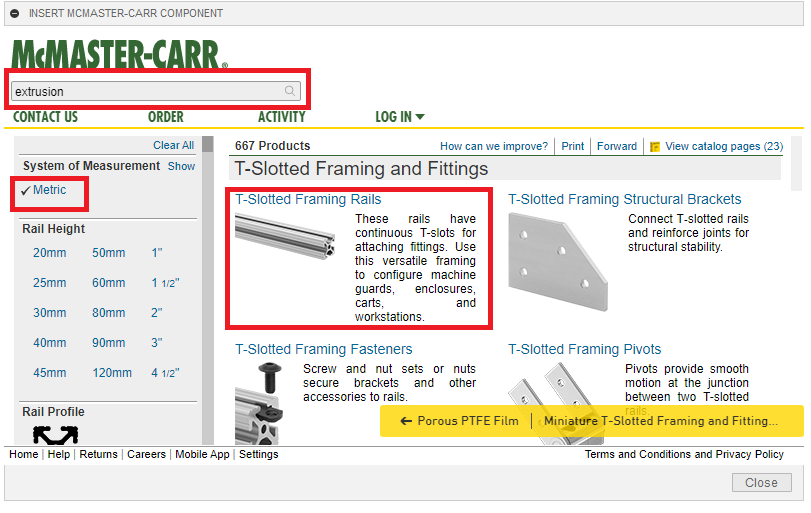 INSERT MCMASTER-CARR COMPONENT
McMASTER-CARR®
extrusion
CONTACT US ORDER ACTIVITY LOG IN
Clear All
System of Measurement Show
Metric
Rail Height
20mm 50mm 1"
25mm 60mm 1 1/2"
30mm 80mm 2"
40mm 90mm 3"
45mm 120mm 4 1/2"
Rail Profile
667 Products How can we improve? Print Forward View catalog pages (23)
T-Slotted Framing and Fittings
T-Slotted Framing Rails
These rails have
continuous T-slots for
attaching fittings. Use
this versatile framing
to configure machine
guards, enclosures,
carts, and
workstations.
T-Slotted Framing Structural Brackets
Connect T-slotted rails
and reinforce joints for
structural stability.
T-Slotted Framing Fasteners
Screw and nut sets or nuts
secure brackets and other
accessories to rails.
T-Slotted Framing Pivots
Pivots provide smooth
motion at the junction
between two T-slotted
rails.
Porous PTFE Film Miniature T-Slotted Framing and Fitting...
Home | Help | Returns | Careers | Mobile App | Settings Terms and Conditions and Privacy Policy
Close